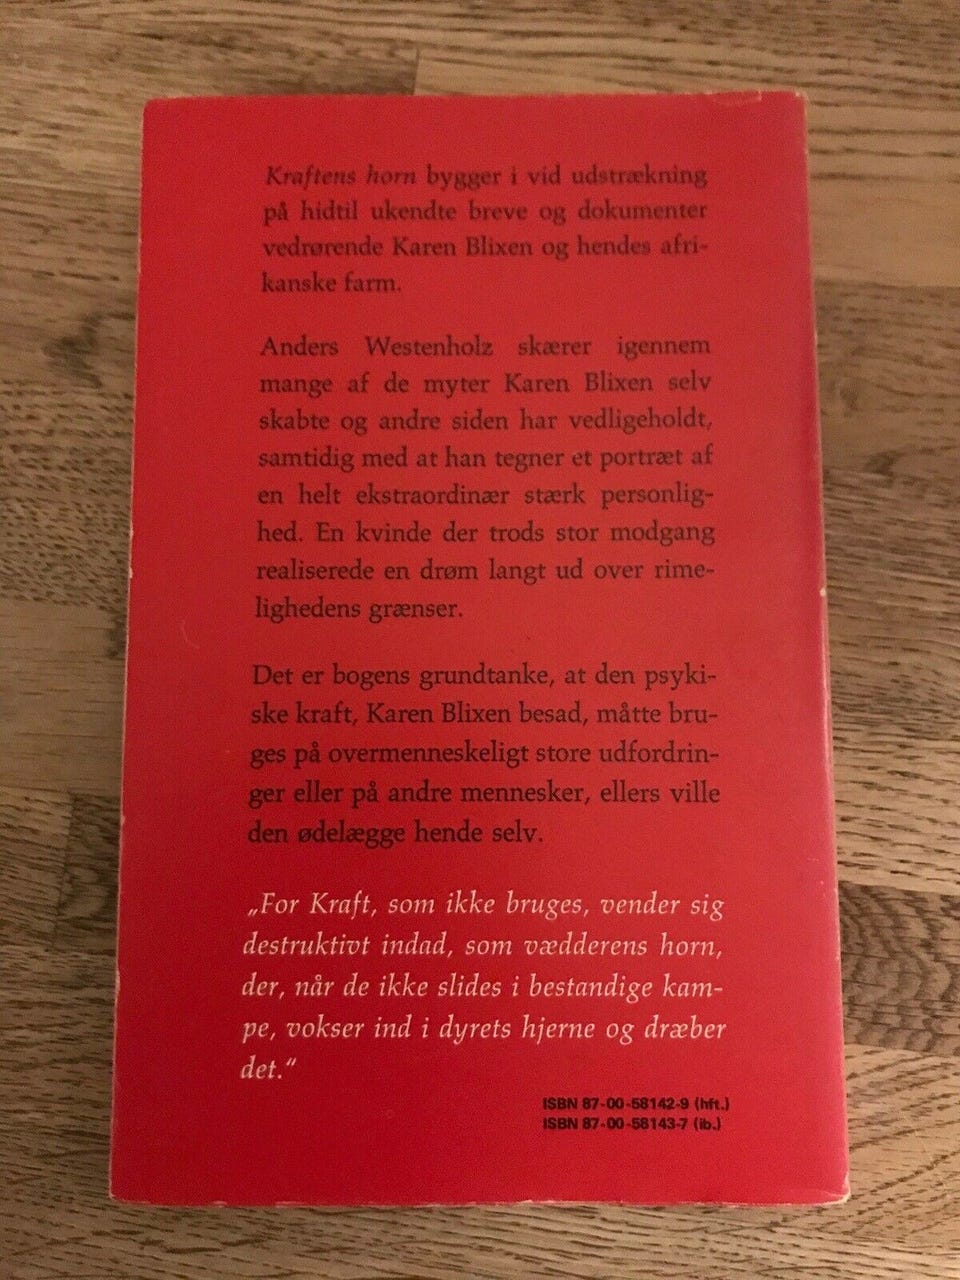 Kraftens horn bygger i vid udstrækning
på hidtil ukendte breve og dokumenter
vedrørende Karen Blixen og hendes afri-
kanske farm.
Anders Westenholz skærer igennem
mange af de myter Karen Blixen selv
skabte og andre siden har vedligeholdt,
samtidig med at han tegner et portræt af
en helt ekstraordinær stærk personlig-
hed. En kvinde der trods stor modgang
realiserede en drøm langt ud over rime-
lighedens grænser.
Det er bogens grundtanke, at den psyki-
ske kraft, Karen Blixen besad, måtte bru-
ges på overmenneskeligt store udfordrin-
ger eller på andre mennesker, ellers ville
den ødelægge hende selv.
„For Kraft, som ikke bruges, vender sig
destruktivt indad, som vædderens horn,
der, når de ikke slides i bestandige kam-
pe, vokser ind i dyrets hjerne og dræber
det.“
ISBN 87-00-58142-9 (hft.)
ISBN 87-00-58143-7 (ib.)